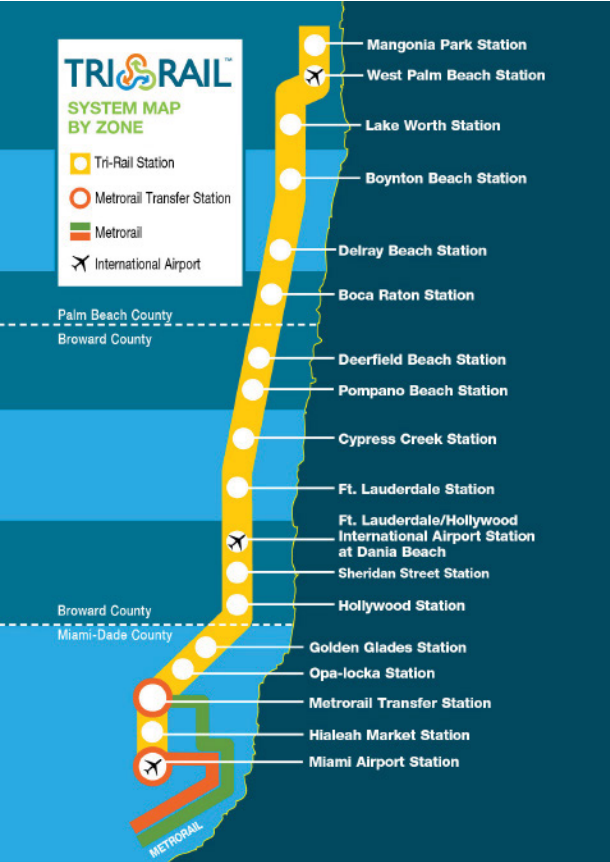 TRI RAIL™
SYSTEM MAP
BY ZONE
Tri-Rail Station
Metrorail Transfer Station
Metrorail
International Airport
Mangonia Park Station
West Palm Beach Station
Lake Worth Station
Boynton Beach Station
Delray Beach Station
Boca Raton Station
Palm Beach County
Broward County
Deerfield Beach Station
Pompano Beach Station
Cypress Creek Station
Ft. Lauderdale Station
Ft. Lauderdale/Hollywood
International Airport Station
at Dania Beach
Sheridan Street Station
Hollywood Station
Broward County
Miami-Dade County
Golden Glades Station
Opa-locka Station
Metrorail Transfer Station
Hialeah Market Station
Miami Airport Station
METRORAIL